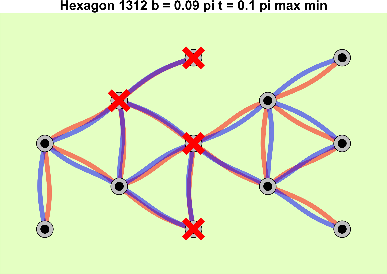 Hexagon 1312 b = 0.09 pi t = 0.1 pi max min